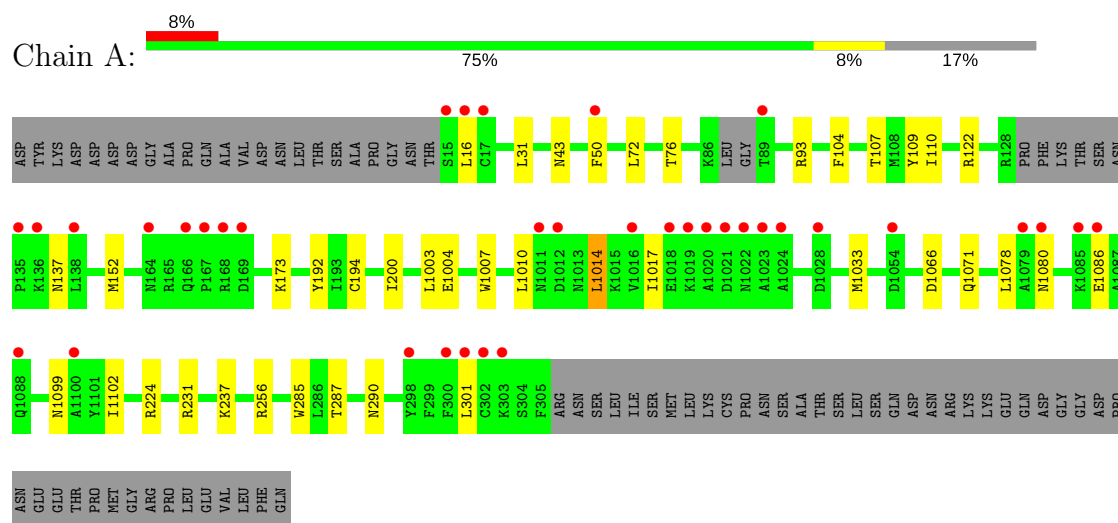 8%
Chain A:
75% 8% 17%
ASP TYR LYS ASP ASP ASP ASP GLY ALA PRO GLN ALA VAL ASP ASN LEU THR SER ALA PRO GLY ASN THR S15 L16 C17 L31 N43 F50 L72 T76 K86 LEU GLY T89 R93 F104 T107 M108 Y109 I110 R122 R128 PRO PHE LYS THR SER ASN
P135 K136 N137 L138 M152 N164 R165 Q166 P167 R168 D169 K173 Y192 I193 C194 I200 L1003 E1004 W1007 L1010 N1011 D1012 N1013 L1014 K1015 V1016 I1017 E1018 K1019 A1020 D1021 N1022 A1023 A1024 D1028 M1033 D1054 D1066 Q1071 L1078 A1079 N1080 K1085 E1086 A1087
Q1088 N1099 A1100 Y1101 I1102 R224 R231 K237 R256 W285 L286 T287 N290 Y298 F299 F300 L301 C302 K303 S304 F305 ARG ASN SER LEU ILE SER MET LEU LYS CYS PRO ASN SER ALA THR SER LEU SER GLN ASP ASN ARG LYS LYS GLU GLN ASP GLY GLY ASP PRO
ASN GLU GLU THR PRO MET GLY ARG PRO LEU GLU VAL LEU PHE GLN